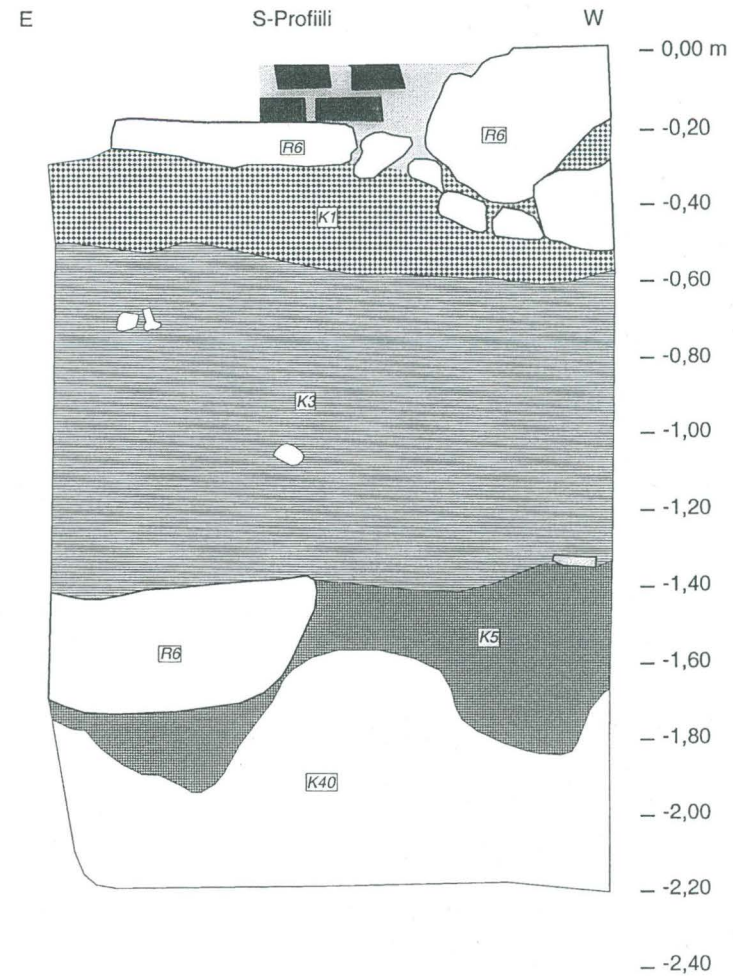 E S-Profiili W
– 0,00 m
– -0,20
R6
R6
– -0,40
K1
– -0,60
– -0,80
K3
– -1,00
– -1,20
– -1,40
K5
R6
– -1,60
– -1,80
K40
– -2,00
– -2,20
– -2,40